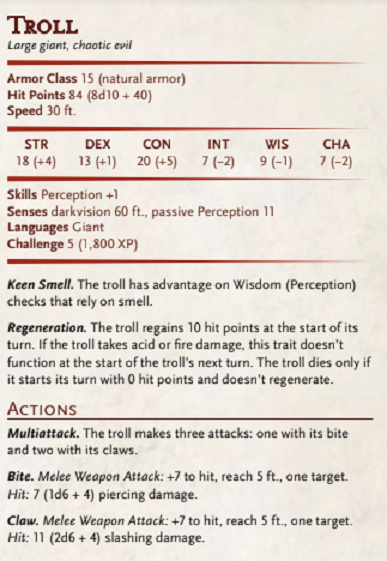 TROLL
Large giant, chaotic evil
Armor Class 15 (natural armor)
Hit Points 84 (8d10 + 40)
Speed 30 ft.
STR DEX CON INT WIS CHA
18 (+4) 13 (+1) 20 (+5) 7 (−2) 9 (−1) 7 (−2)
Skills Perception +1
Senses darkvision 60 ft., passive Perception 11
Languages Giant
Challenge 5 (1,800 XP)
Keen Smell. The troll has advantage on Wisdom (Perception)
checks that rely on smell.
Regeneration. The troll regains 10 hit points at the start of its
turn. If the troll takes acid or fire damage, this trait doesn't
function at the start of the troll's next turn. The troll dies only if
it starts its turn with 0 hit points and doesn't regenerate.
ACTIONS
Multiattack. The troll makes three attacks: one with its bite
and two with its claws.
Bite. Melee Weapon Attack: +7 to hit, reach 5 ft., one target.
Hit: 7 (1d6 + 4) piercing damage.
Claw. Melee Weapon Attack: +7 to hit, reach 5 ft., one target.
Hit: 11 (2d6 + 4) slashing damage.